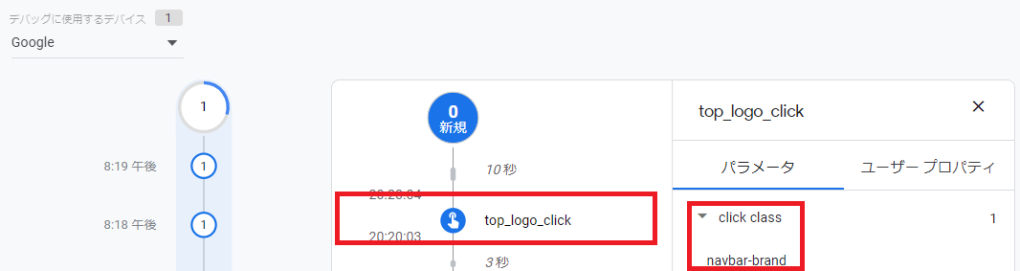 デバッグに使用するデバイス 1
Google
1
8:19 午後
1
8:18 午後
1
0
新規
10 秒
20:20:04
top_logo_click
20:20:03
3 秒
top_logo_click
パラメータ ユーザー プロパティ
click class 1
navbar-brand